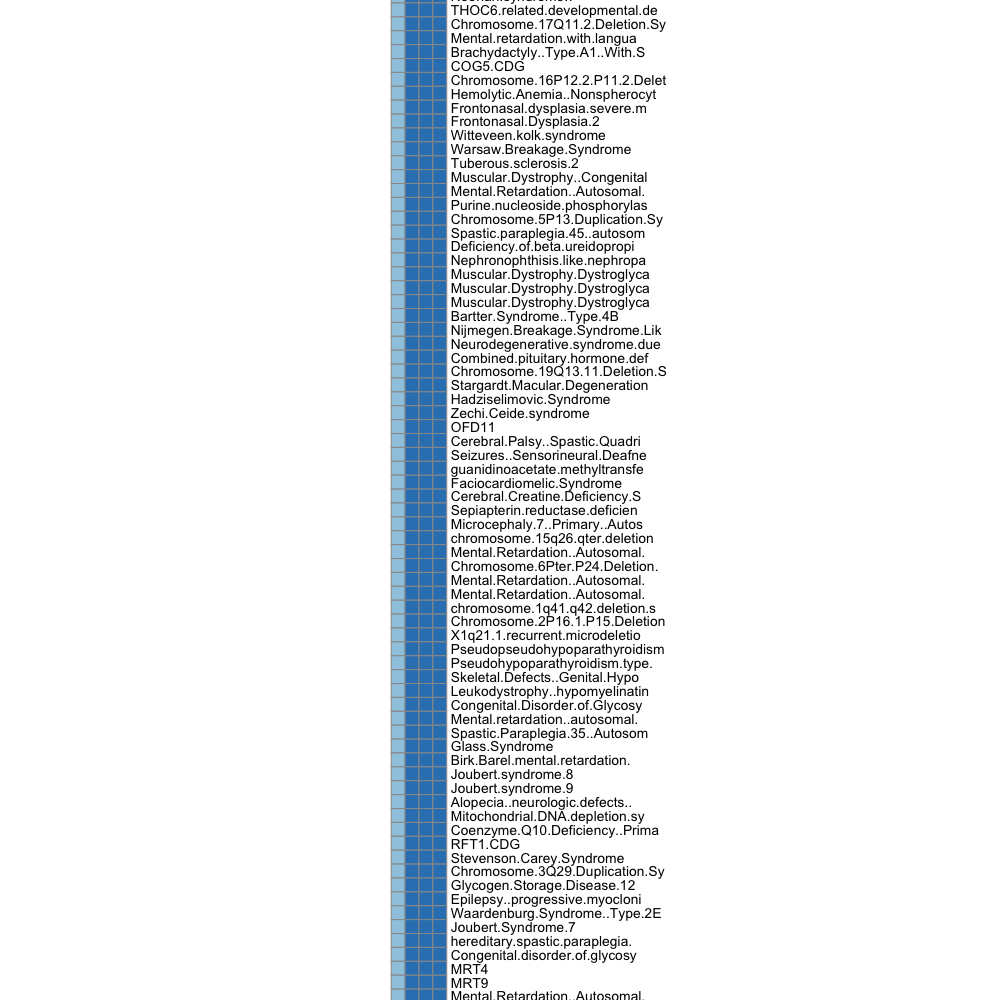 THOC6.related.developmental.de
Chromosome.17Q11.2.Deletion.Sy
Mental.retardation.with.langua
Brachydactyly..Type.A1..With.S
COG5.CDG
Chromosome.16P12.2.P11.2.Delet
Hemolytic.Anemia..Nonspherocyt
Frontonasal.dysplasia.severe.m
Frontonasal.Dysplasia.2
Witteveen.kolk.syndrome
Warsaw.Breakage.Syndrome
Tuberous.sclerosis.2
Muscular.Dystrophy..Congenital
Mental.Retardation..Autosomal.
Purine.nucleoside.phosphorylas
Chromosome.5P13.Duplication.Sy
Spastic.paraplegia.45..autosom
Deficiency.of.beta.ureidopropi
Nephronophthisis.like.nephropa
Muscular.Dystrophy.Dystroglyca
Muscular.Dystrophy.Dystroglyca
Muscular.Dystrophy.Dystroglyca
Bartter.Syndrome..Type.4B
Nijmegen.Breakage.Syndrome.Lik
Neurodegenerative.syndrome.due
Combined.pituitary.hormone.def
Chromosome.19Q13.11.Deletion.S
Stargardt.Macular.Degeneration
Hadziselimovic.Syndrome
Zechi.Ceide.syndrome
OFD11
Cerebral.Palsy..Spastic.Quadri
Seizures..Sensorineural.Deafne
guanidinoacetate.methyltransfe
Faciocardiomelic.Syndrome
Cerebral.Creatine.Deficiency.S
Sepiapterin.reductase.deficien
Microcephaly.7..Primary..Autos
chromosome.15q26.qter.deletion
Mental.Retardation..Autosomal.
Chromosome.6Pter.P24.Deletion.
Mental.Retardation..Autosomal.
Mental.Retardation..Autosomal.
chromosome.1q41.q42.deletion.s
Chromosome.2P16.1.P15.Deletion
X1q21.1.recurrent.microdeletio
Pseudopseudohypoparathyroidism
Pseudohypoparathyroidism.type.
Skeletal.Defects..Genital.Hypo
Leukodystrophy..hypomyelinatin
Congenital.Disorder.of.Glycosy
Mental.retardation..autosomal.
Spastic.Paraplegia.35..Autosom
Glass.Syndrome
Birk.Barel.mental.retardation.
Joubert.syndrome.8
Joubert.syndrome.9
Alopecia..neurologic.defects..
Mitochondrial.DNA.depletion.sy
Coenzyme.Q10.Deficiency..Prima
RFT1.CDG
Stevenson.Carey.Syndrome
Chromosome.3Q29.Duplication.Sy
Glycogen.Storage.Disease.12
Epilepsy..progressive.myocloni
Waardenburg.Syndrome..Type.2E
Joubert.Syndrome.7
hereditary.spastic.paraplegia.
Congenital.disorder.of.glycosy
MRT4
MRT9
Mental.Retardation..Autosomal.